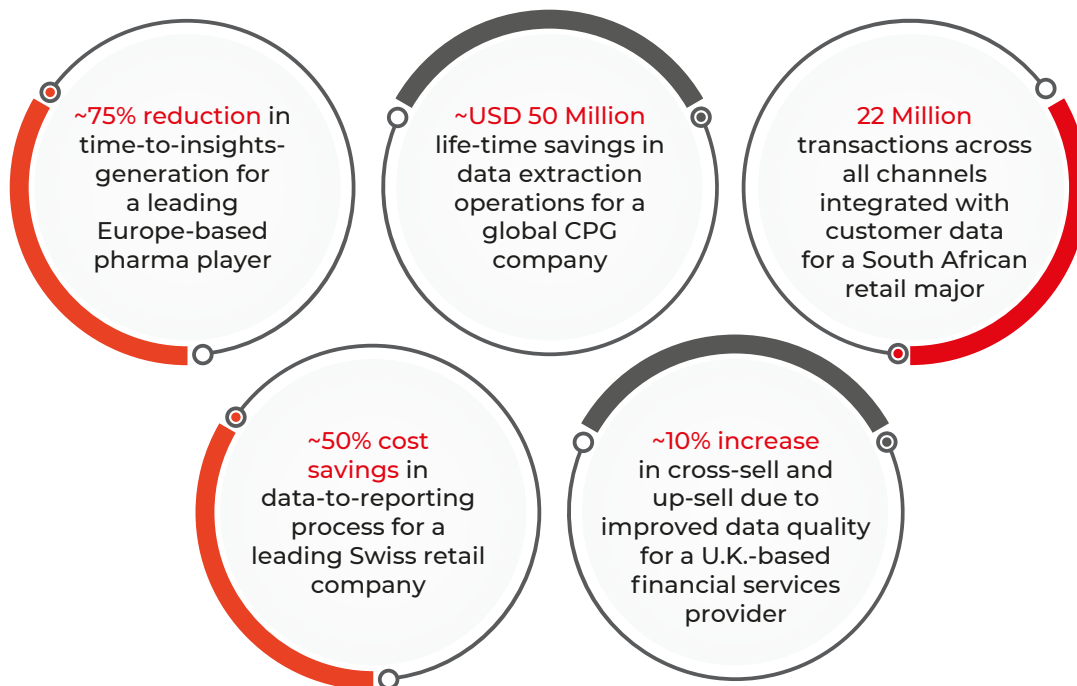 ~75% reduction in
time-to-insights-
generation for
a leading
Europe-based
pharma player
~USD 50 Million
life-time savings in
data extraction
operations for a
global CPG
company
22 Million
transactions across
all channels
integrated with
customer data
for a South African
retail major
~50% cost
savings in
data-to-reporting
process for a
leading Swiss retail
company
~10% increase
in cross-sell and
up-sell due to
improved data quality
for a U.K.-based
financial services
provider